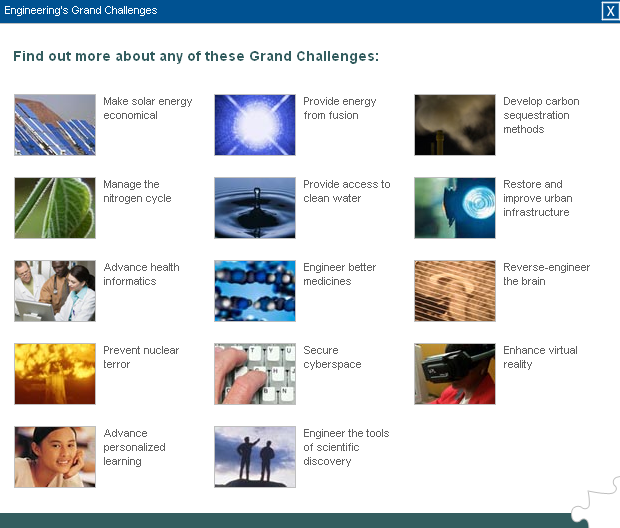 Engineering's Grand Challenges
X
Find out more about any of these Grand Challenges:
Make solar energy
economical
Provide energy
from fusion
Develop carbon
sequestration
methods
Manage the
nitrogen cycle
Provide access to
clean water
Restore and
improve urban
infrastructure
Advance health
informatics
Engineer better
medicines
Reverse-engineer
the brain
Prevent nuclear
terror
Secure
cyberspace
Enhance virtual
reality
Advance
personalized
learning
Engineer the tools
of scientific
discovery